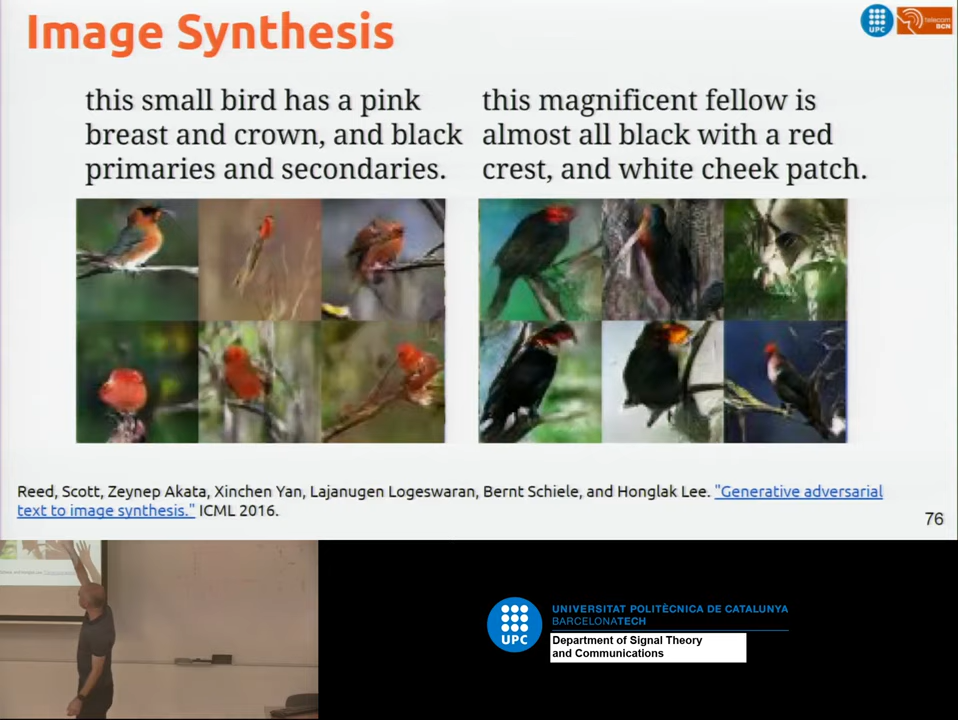 Image Synthesis
UPC
telecom
BCN
this small bird has a pink
breast and crown, and black
primaries and secondaries.
this magnificent fellow is
almost all black with a red
crest, and white cheek patch.
Reed, Scott, Zeynep Akata, Xinchen Yan, Lajanugen Logeswaran, Bernt Schiele, and Honglak Lee. "Generative adversarial
text to image synthesis." ICML 2016.
76
UPC
UNIVERSITAT POLITÈCNICA DE CATALUNYA
BARCELONATECH
Department of Signal Theory
and Communications